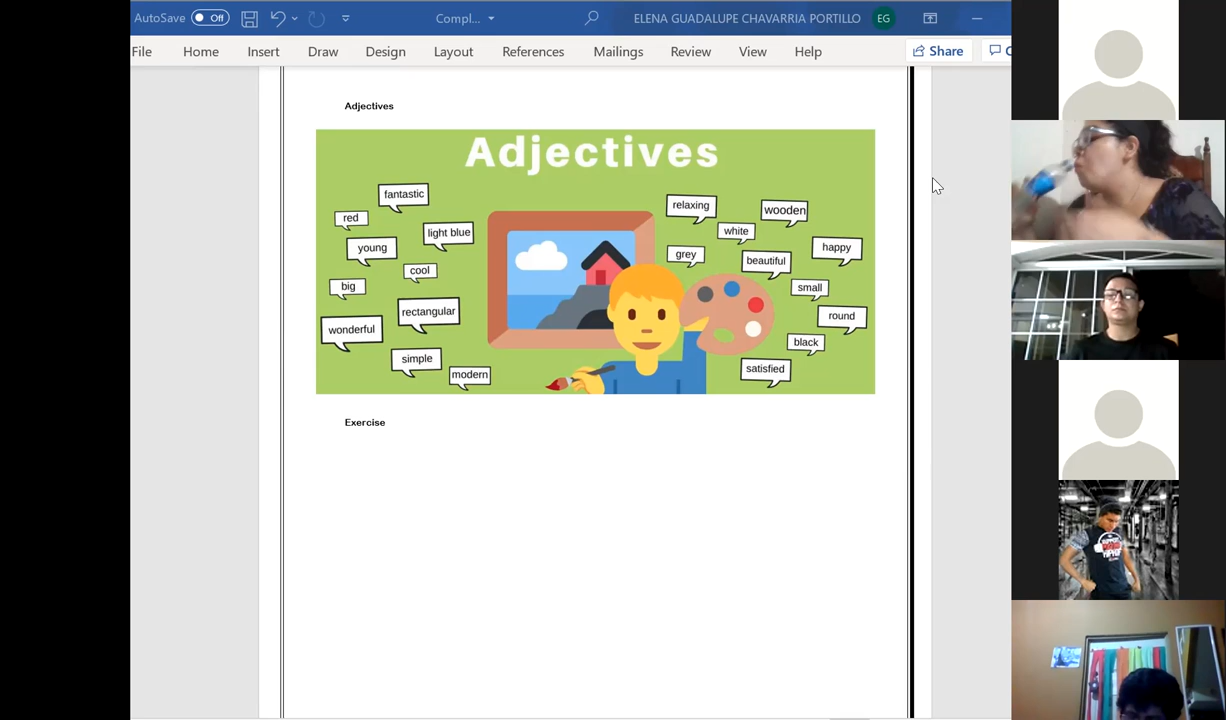 AutoSave Off Compl... ELENA GUADALUPE CHAVARRIA PORTILLO EG
File Home Insert Draw Design Layout References Mailings Review View Help Share C
Adjectives
Adjectives
fantastic
red
light blue
young
cool
big
rectangular
wonderful
simple
modern
relaxing
wooden
white
happy
grey
beautiful
small
round
black
satisfied
Exercise